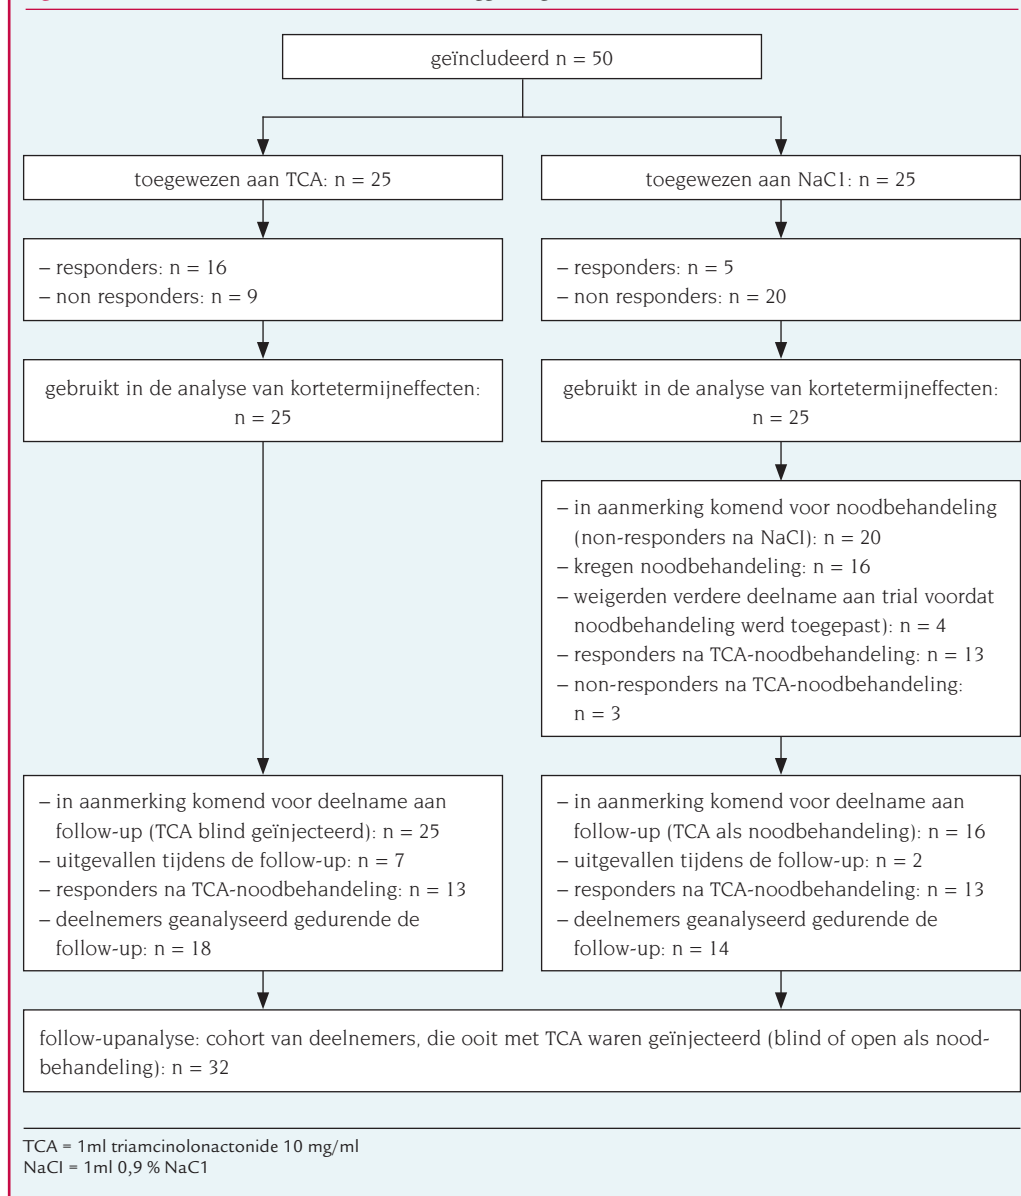 geïncludeerd n = 50
toegewezen aan TCA: n = 25
toegewezen aan NaC1: n = 25
– responders: n = 16
– non responders: n = 9
– responders: n = 5
– non responders: n = 20
gebruikt in de analyse van kortetermijneffecten:
n = 25
gebruikt in de analyse van kortetermijneffecten:
n = 25
– in aanmerking komend voor noodbehandeling
(non-responders na NaCI): n = 20
– kregen noodbehandeling: n = 16
– weigerden verdere deelname aan trial voordat
noodbehandeling werd toegepast): n = 4
– responders na TCA-noodbehandeling: n = 13
– non-responders na TCA-noodbehandeling:
n = 3
– in aanmerking komend voor deelname aan
follow-up (TCA blind geïnjecteerd): n = 25
– uitgevallen tijdens de follow-up: n = 7
– responders na TCA-noodbehandeling: n = 13
– deelnemers geanalyseerd gedurende de
follow-up: n = 18
– in aanmerking komend voor deelname aan
follow-up (TCA als noodbehandeling): n = 16
– uitgevallen tijdens de follow-up: n = 2
– responders na TCA-noodbehandeling: n = 13
– deelnemers geanalyseerd gedurende de
follow-up: n = 14
follow-upanalyse: cohort van deelnemers, die ooit met TCA waren geïnjecteerd (blind of open als nood-
behandeling): n = 32
TCA = 1ml triamcinolonactonide 10 mg/ml
NaCI = 1ml 0,9 % NaC1